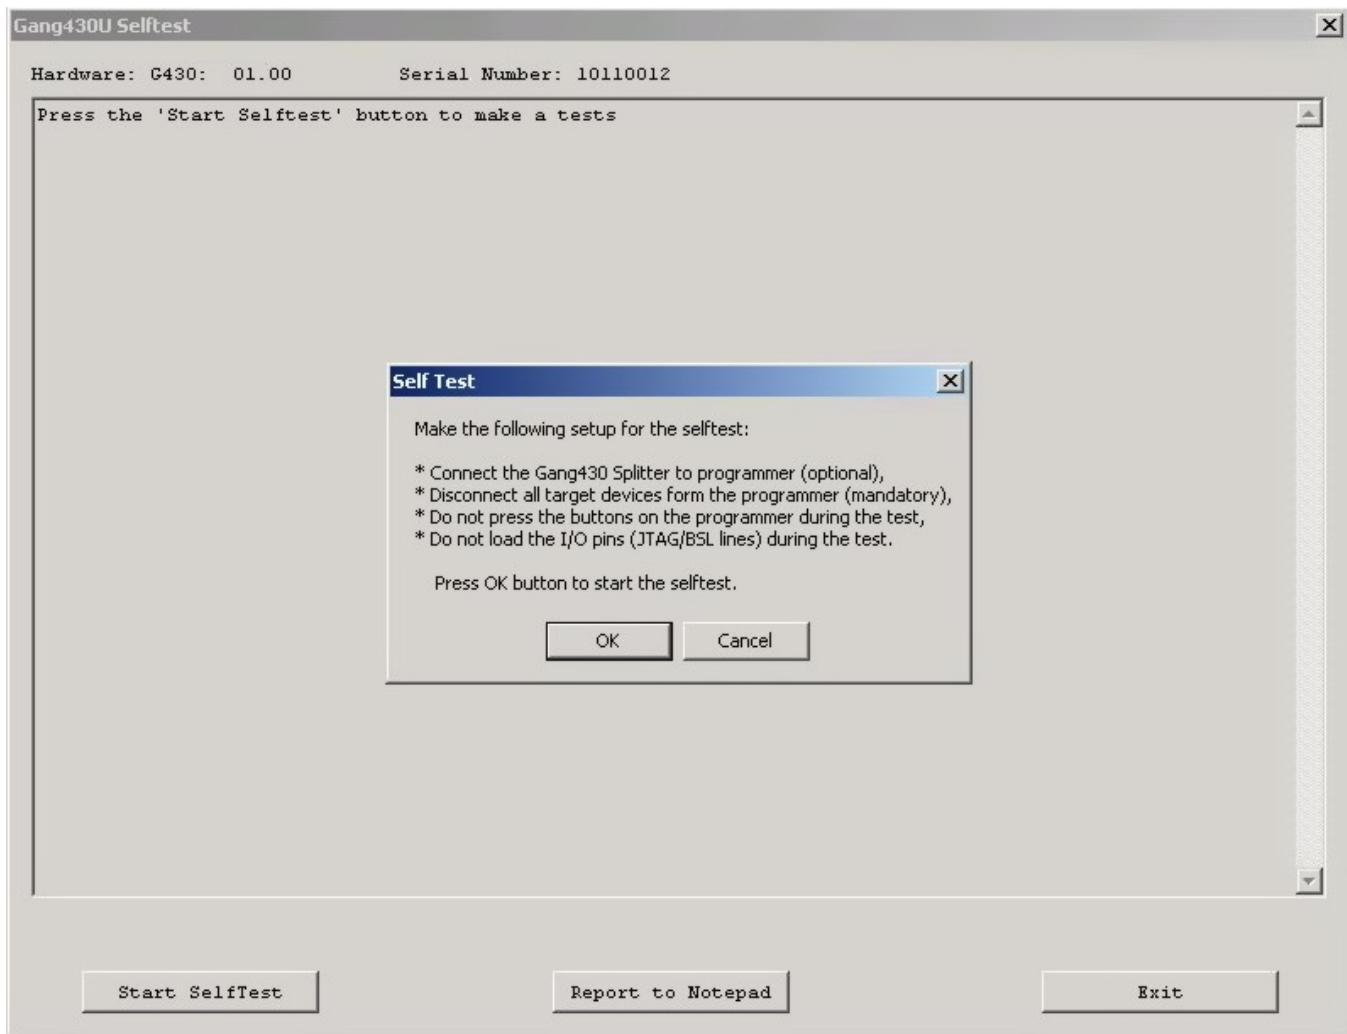 Gang430U Selftest
Hardware: G430: 01.00 Serial Number: 10110012
Press the 'Start Selftest' button to make a tests
Self Test
Make the following setup for the selftest:
* Connect the Gang430 Splitter to programmer (optional),
* Disconnect all target devices form the programmer (mandatory),
* Do not press the buttons on the programmer during the test,
* Do not load the I/O pins (JTAG/BSL lines) during the test.
Press OK button to start the selftest.
OK Cancel
Start SelfTest Report to Notepad Exit